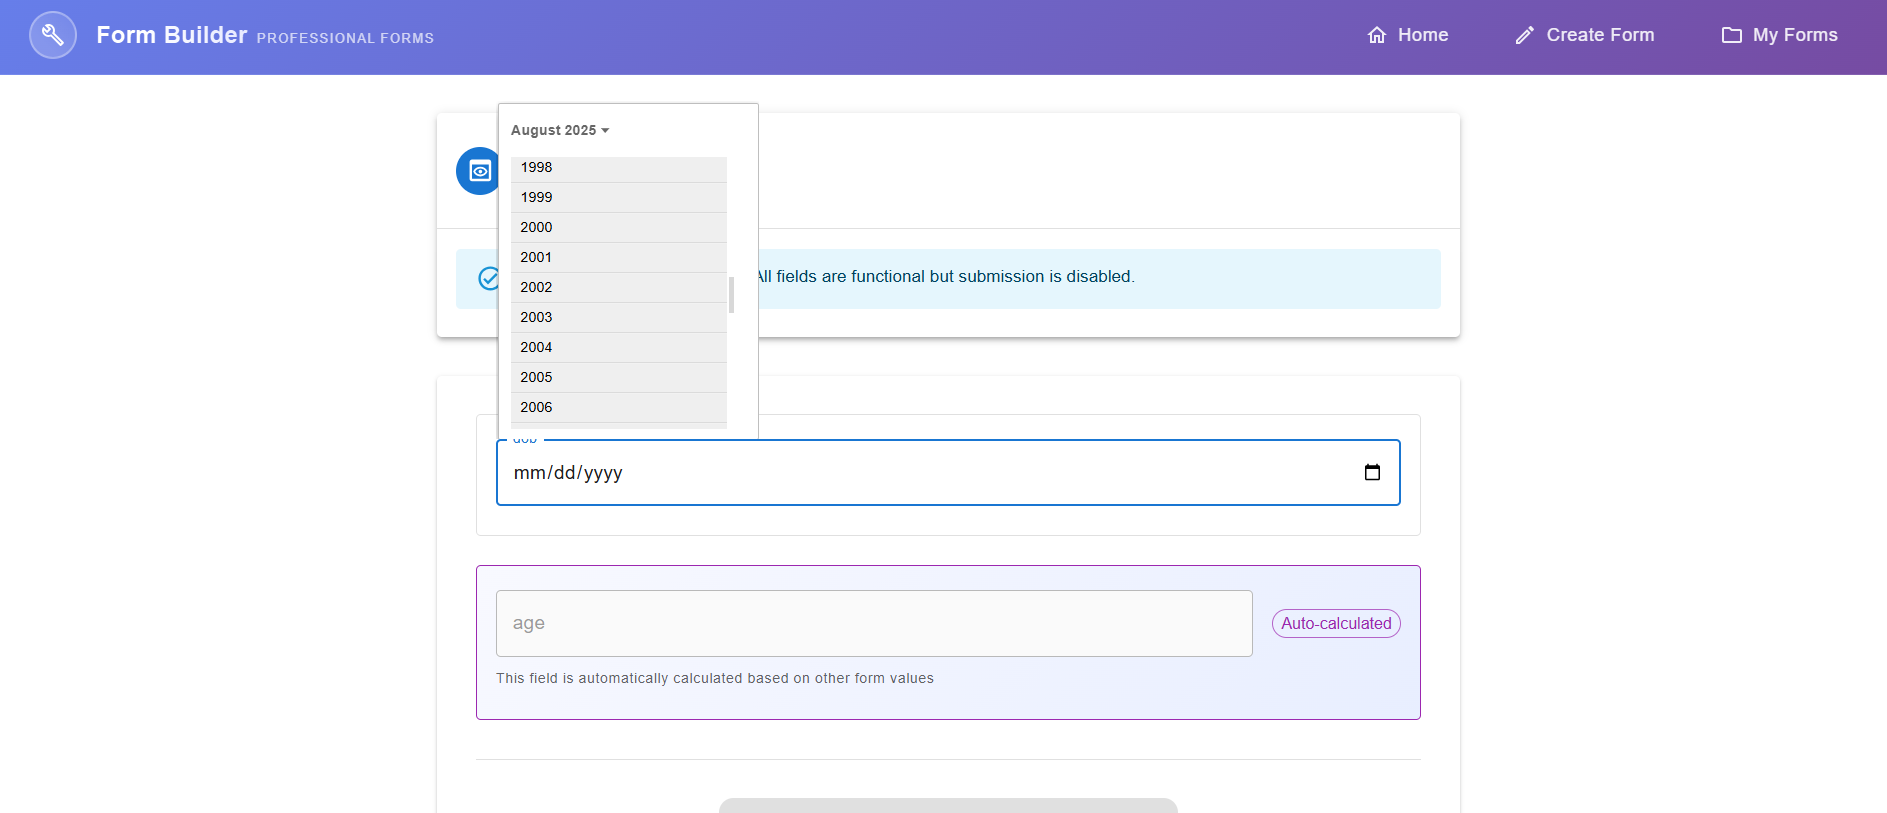 Form Builder PROFESSIONAL FORMS
Home
Create Form
My Forms
August 2025
1998
1999
2000
2001
2002
2003
2004
2005
2006
All fields are functional but submission is disabled.
dob
mm/dd/yyyy
age
Auto-calculated
This field is automatically calculated based on other form values